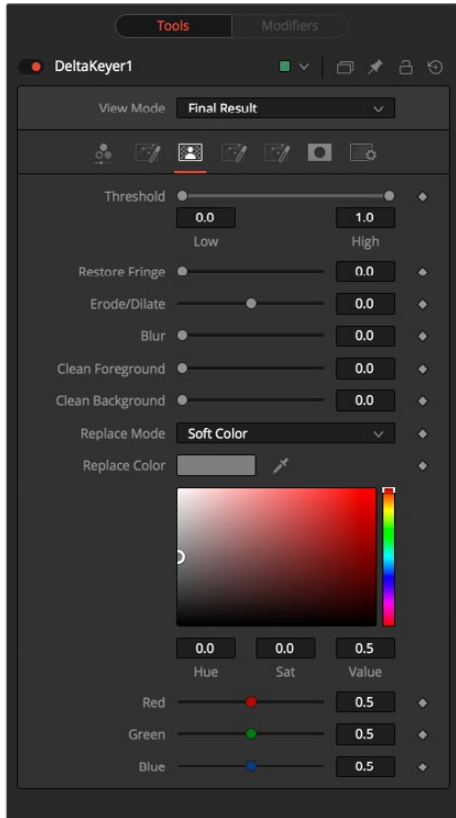 Tools Modifiers
DeltaKeyer1
View Mode Final Result
Threshold
0.0 1.0
Low High
Restore Fringe 0.0
Erode/Dilate 0.0
Blur 0.0
Clean Foreground 0.0
Clean Background 0.0
Replace Mode Soft Color
Replace Color
0.0 0.0 0.5
Hue Sat Value
Red 0.5
Green 0.5
Blue 0.5